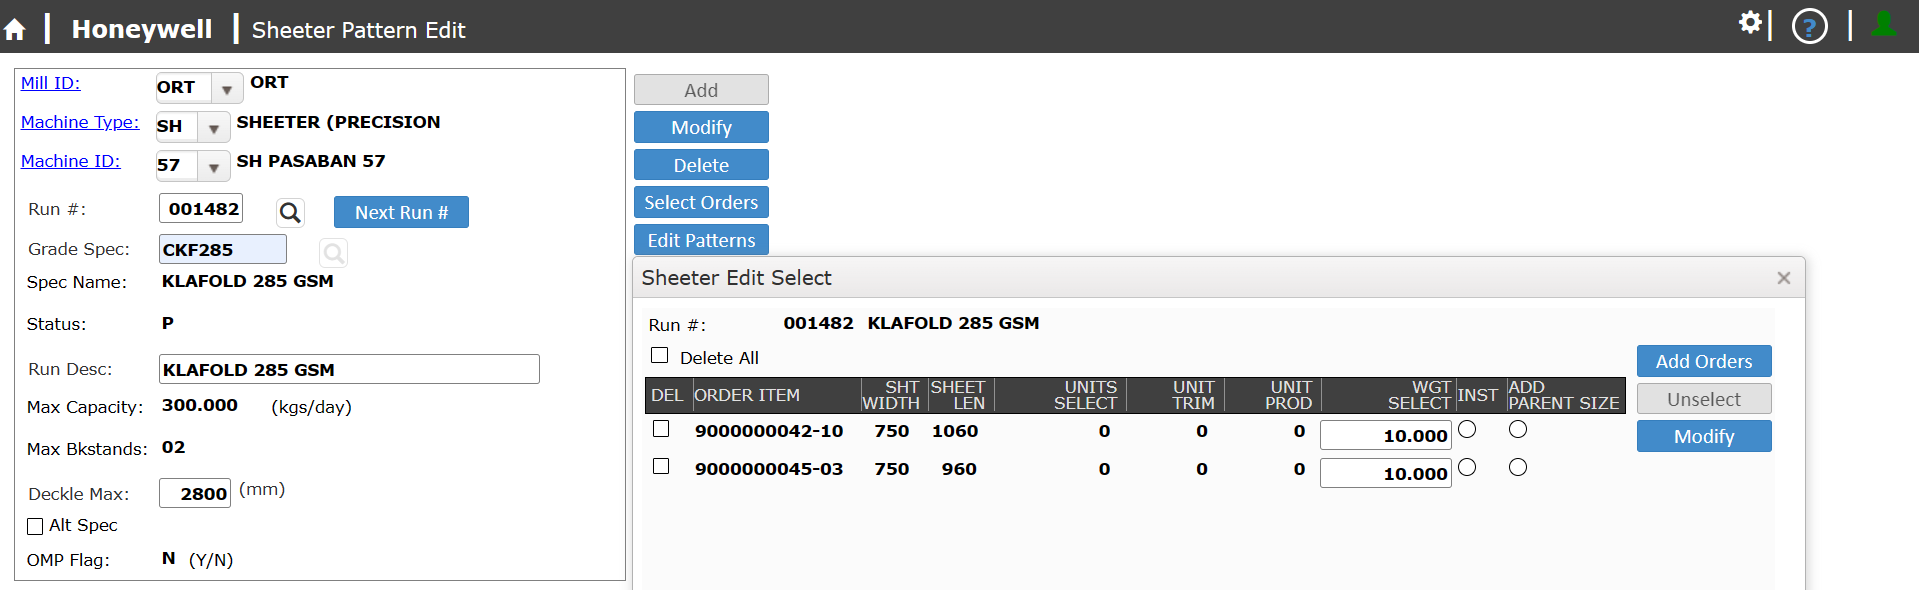 Honeywell | Sheeter Pattern Edit
Mill ID: ORT ORT
Machine Type: SH SHEETER (PRECISION
Machine ID: 57 SH PASABAN 57
Run #: 001482 Next Run #
Grade Spec: CKF285
Spec Name: KLAFOLD 285 GSM
Status: P
Run Desc: KLAFOLD 285 GSM
Max Capacity: 300.000 (kgs/day)
Max Bkstands: 02
Deckle Max: 2800 (mm)
Alt Spec
OMP Flag: N (Y/N)
Add
Modify
Delete
Select Orders
Edit Patterns
Sheeter Edit Select
Run #: 001482 KLAFOLD 285 GSM
Delete All
DEL ORDER ITEM SHT WIDTH SHEET LEN UNITS SELECT UNIT TRIM UNIT PROD WGT SELECT INST ADD PARENT SIZE
9000000042-10 750 1060 0 0 0 10.000
9000000045-03 750 960 0 0 0 10.000
Add Orders
Unselect
Modify